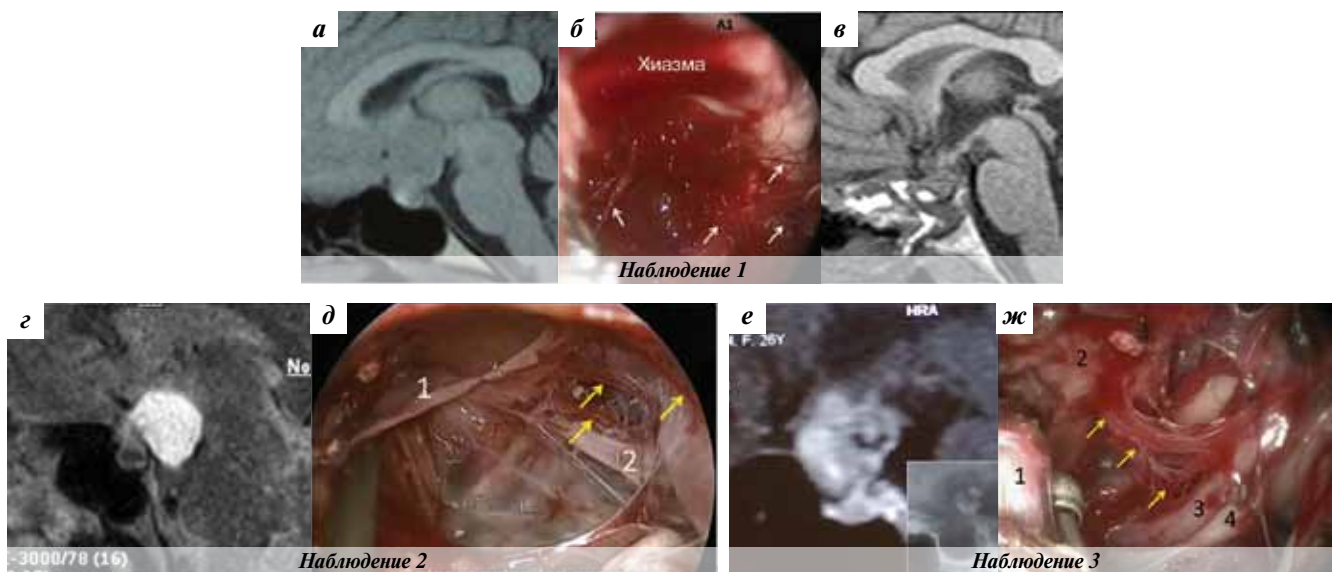 а
б
в
A1
Хиазма
Наблюдение 1
г
д
е
ж
No
HRA
N. F. 26Y
1
2
1
2
3
4
-3000/78 (16)
Наблюдение 2
Наблюдение 3